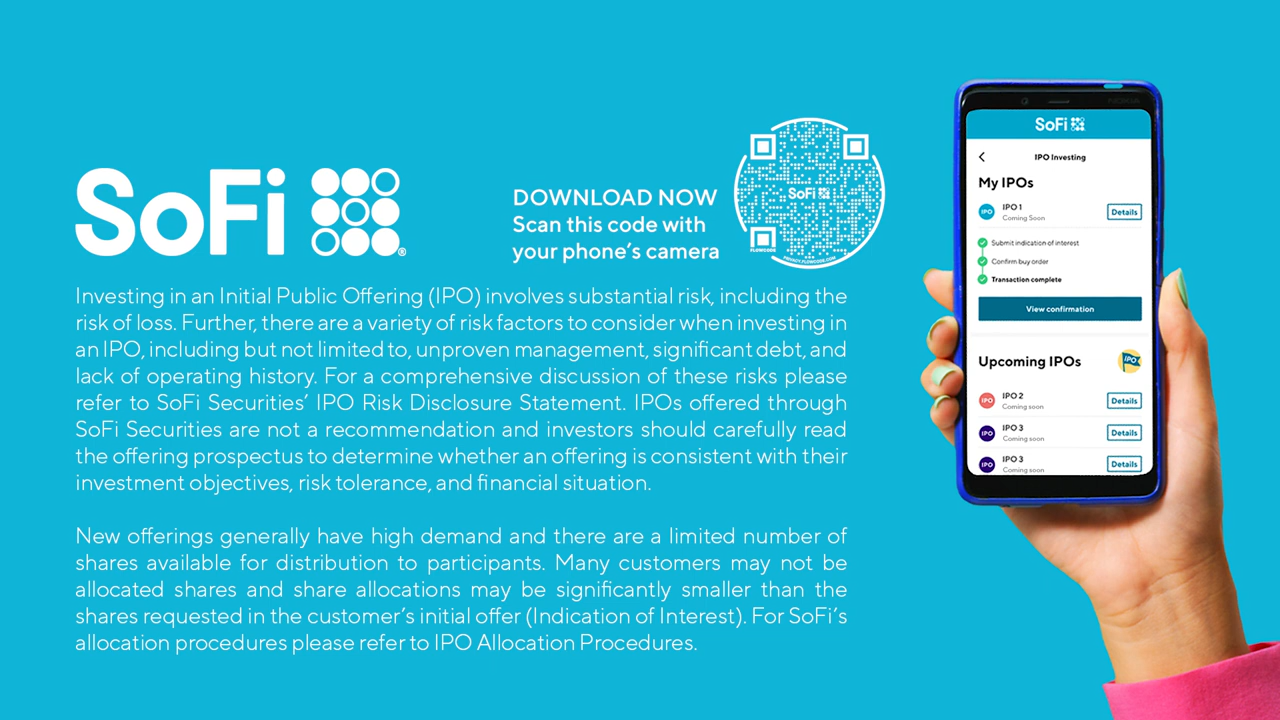 SoFi
®
DOWNLOAD NOW
Scan this code with
your phone's camera
SoFi
FLOWCODE
PRIVACY.FLOWCODE.COM
Investing in an Initial Public Offering (IPO) involves substantial risk, including the
risk of loss. Further, there are a variety of risk factors to consider when investing in
an IPO, including but not limited to, unproven management, significant debt, and
lack of operating history. For a comprehensive discussion of these risks please
refer to SoFi Securities' IPO Risk Disclosure Statement. IPOs offered through
SoFi Securities are not a recommendation and investors should carefully read
the offering prospectus to determine whether an offering is consistent with their
investment objectives, risk tolerance, and financial situation.
New offerings generally have high demand and there are a limited number of
shares available for distribution to participants. Many customers may not be
allocated shares and share allocations may be significantly smaller than the
shares requested in the customer's initial offer (Indication of Interest). For SoFi's
allocation procedures please refer to IPO Allocation Procedures.
NOKIA
SoFi
IPO Investing
My IPOs
IPO
IPO 1
Coming Soon
Details
Submit indication of interest
Confirm buy order
Transaction complete
View confirmation
Upcoming IPOs
IPO
IPO
IPO 2
Coming soon
Details
IPO
IPO 3
Coming soon
Details
IPO
IPO 3
Coming soon
Details